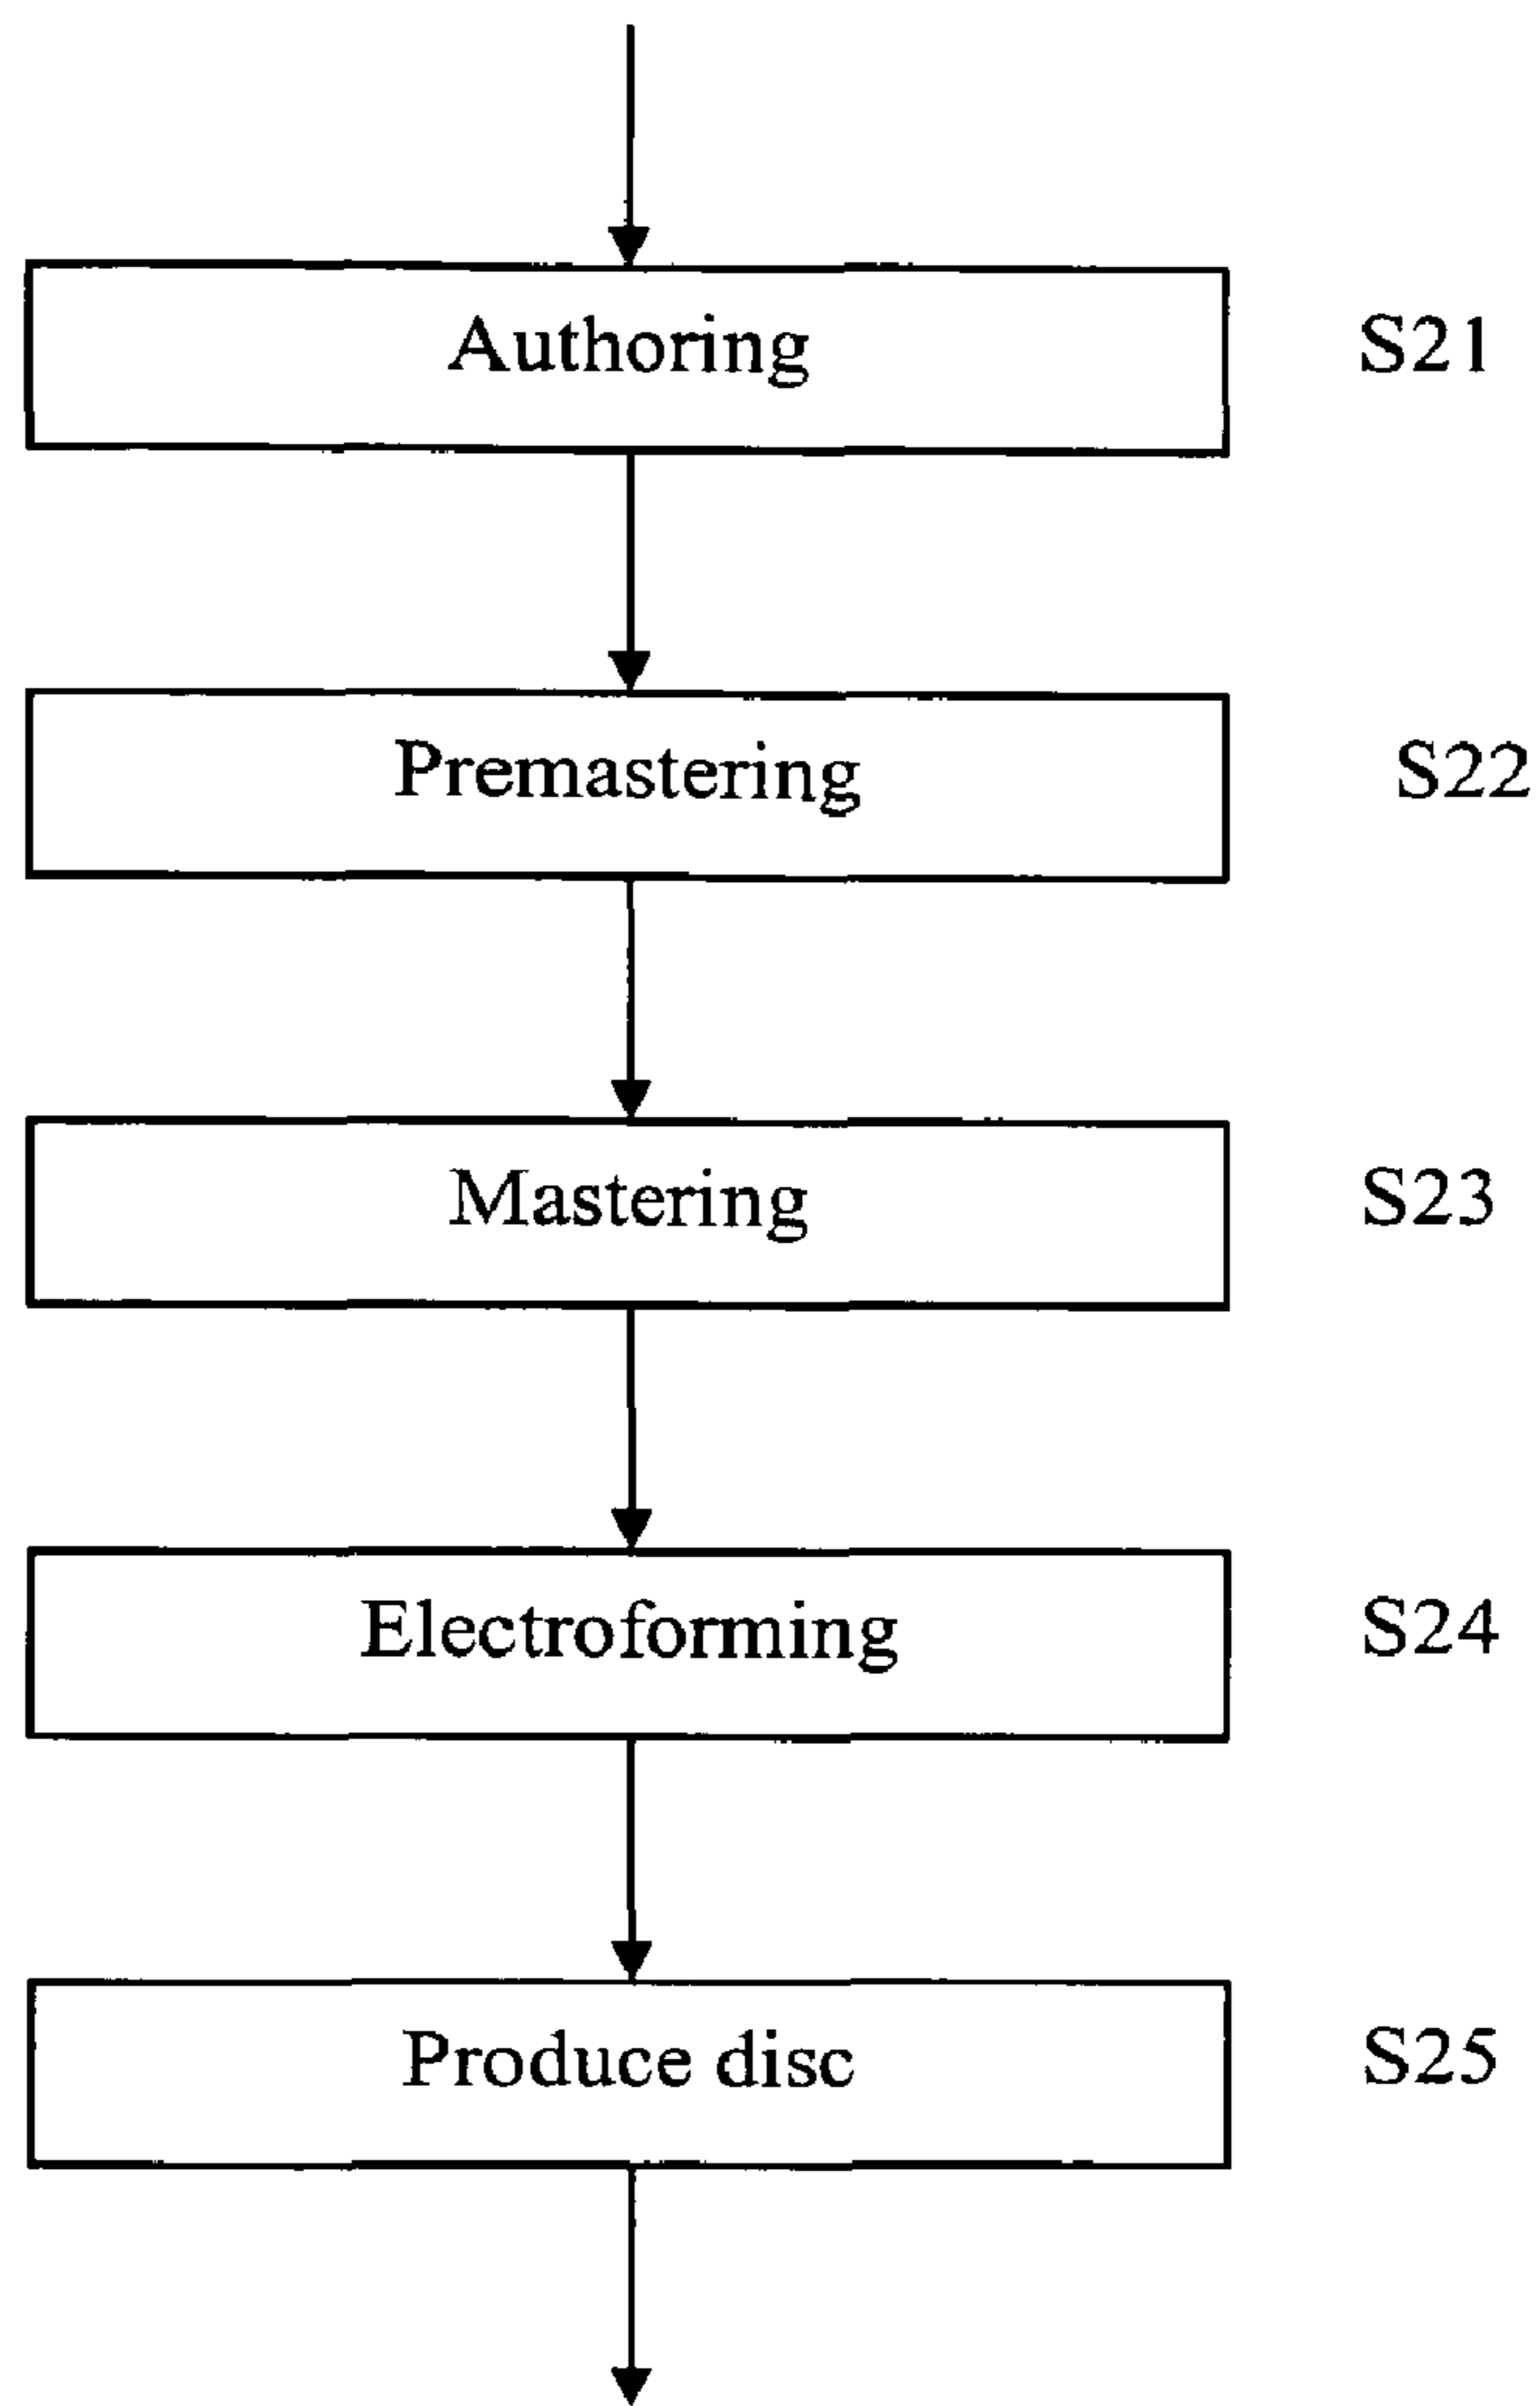 Authoring S21
Premastering S22
Mastering S23
Electroforming S24
Produce disc S25